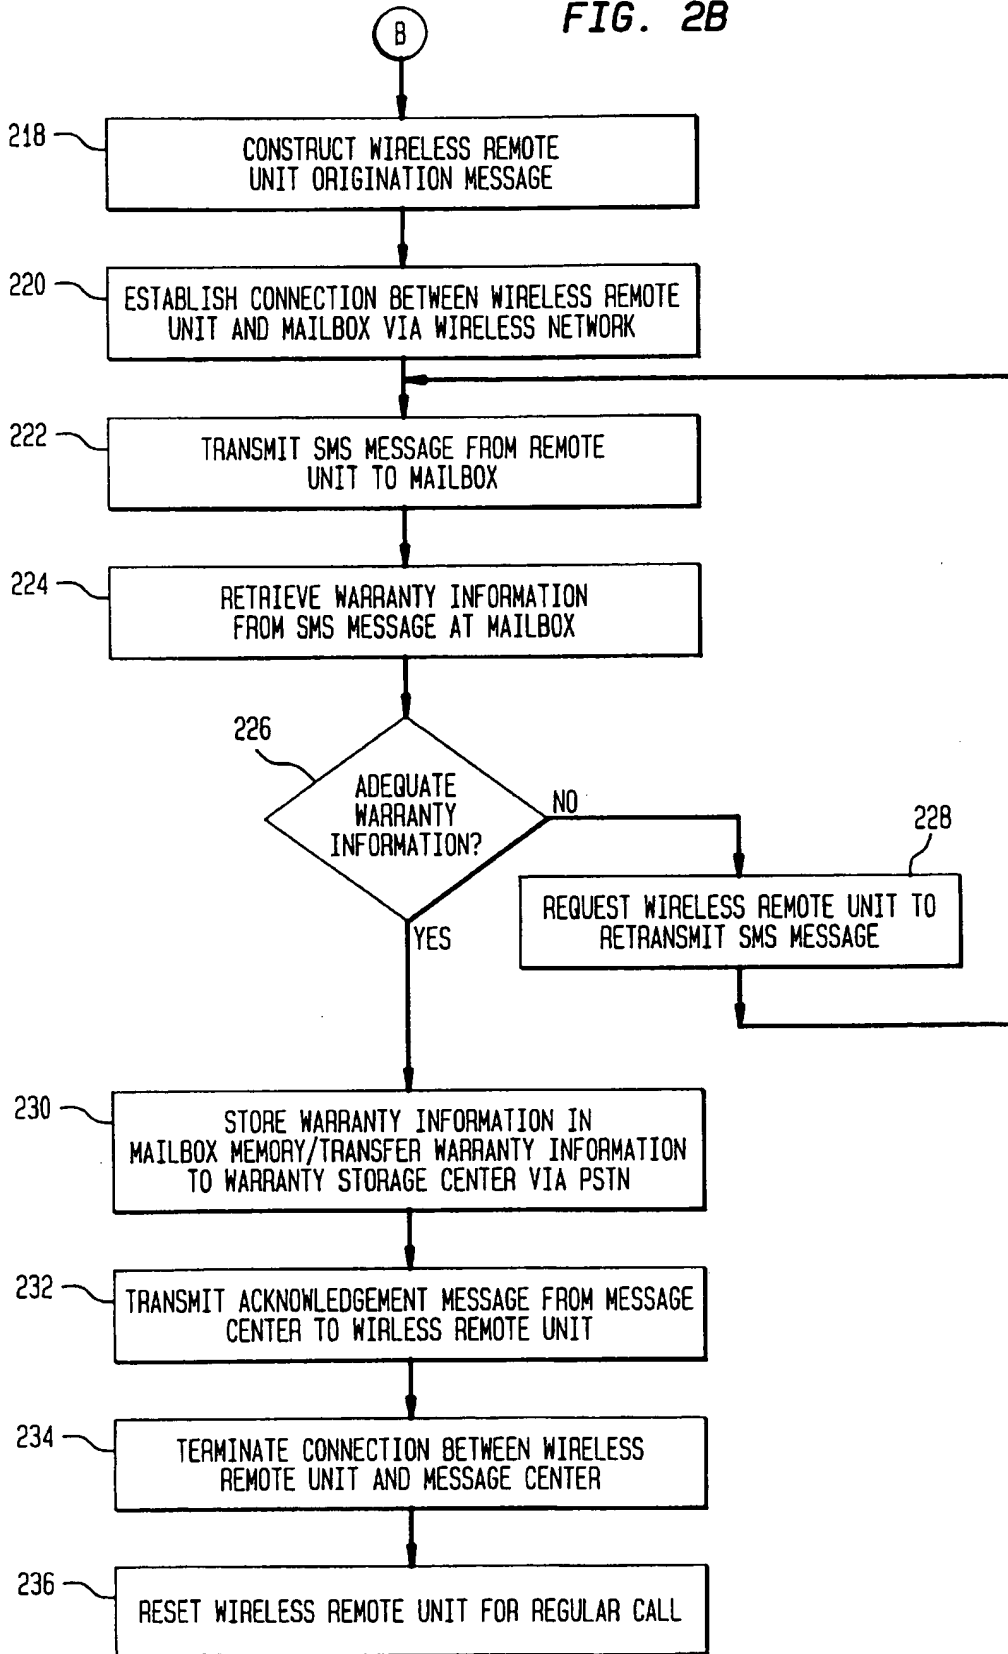 FIG. 2B
B
218
CONSTRUCT WIRELESS REMOTE
UNIT ORIGINATION MESSAGE
220
ESTABLISH CONNECTION BETWEEN WIRELESS REMOTE
UNIT AND MAILBOX VIA WIRELESS NETWORK
222
TRANSMIT SMS MESSAGE FROM REMOTE
UNIT TO MAILBOX
224
RETRIEVE WARRANTY INFORMATION
FROM SMS MESSAGE AT MAILBOX
226
ADEQUATE
WARRANTY
INFORMATION?
NO
228
REQUEST WIRELESS REMOTE UNIT TO
RETRANSMIT SMS MESSAGE
YES
230
STORE WARRANTY INFORMATION IN
MAILBOX MEMORY/TRANSFER WARRANTY INFORMATION
TO WARRANTY STORAGE CENTER VIA PSTN
232
TRANSMIT ACKNOWLEDGEMENT MESSAGE FROM MESSAGE
CENTER TO WIRLESS REMOTE UNIT
234
TERMINATE CONNECTION BETWEEN WIRELESS
REMOTE UNIT AND MESSAGE CENTER
236
RESET WIRELESS REMOTE UNIT FOR REGULAR CALL